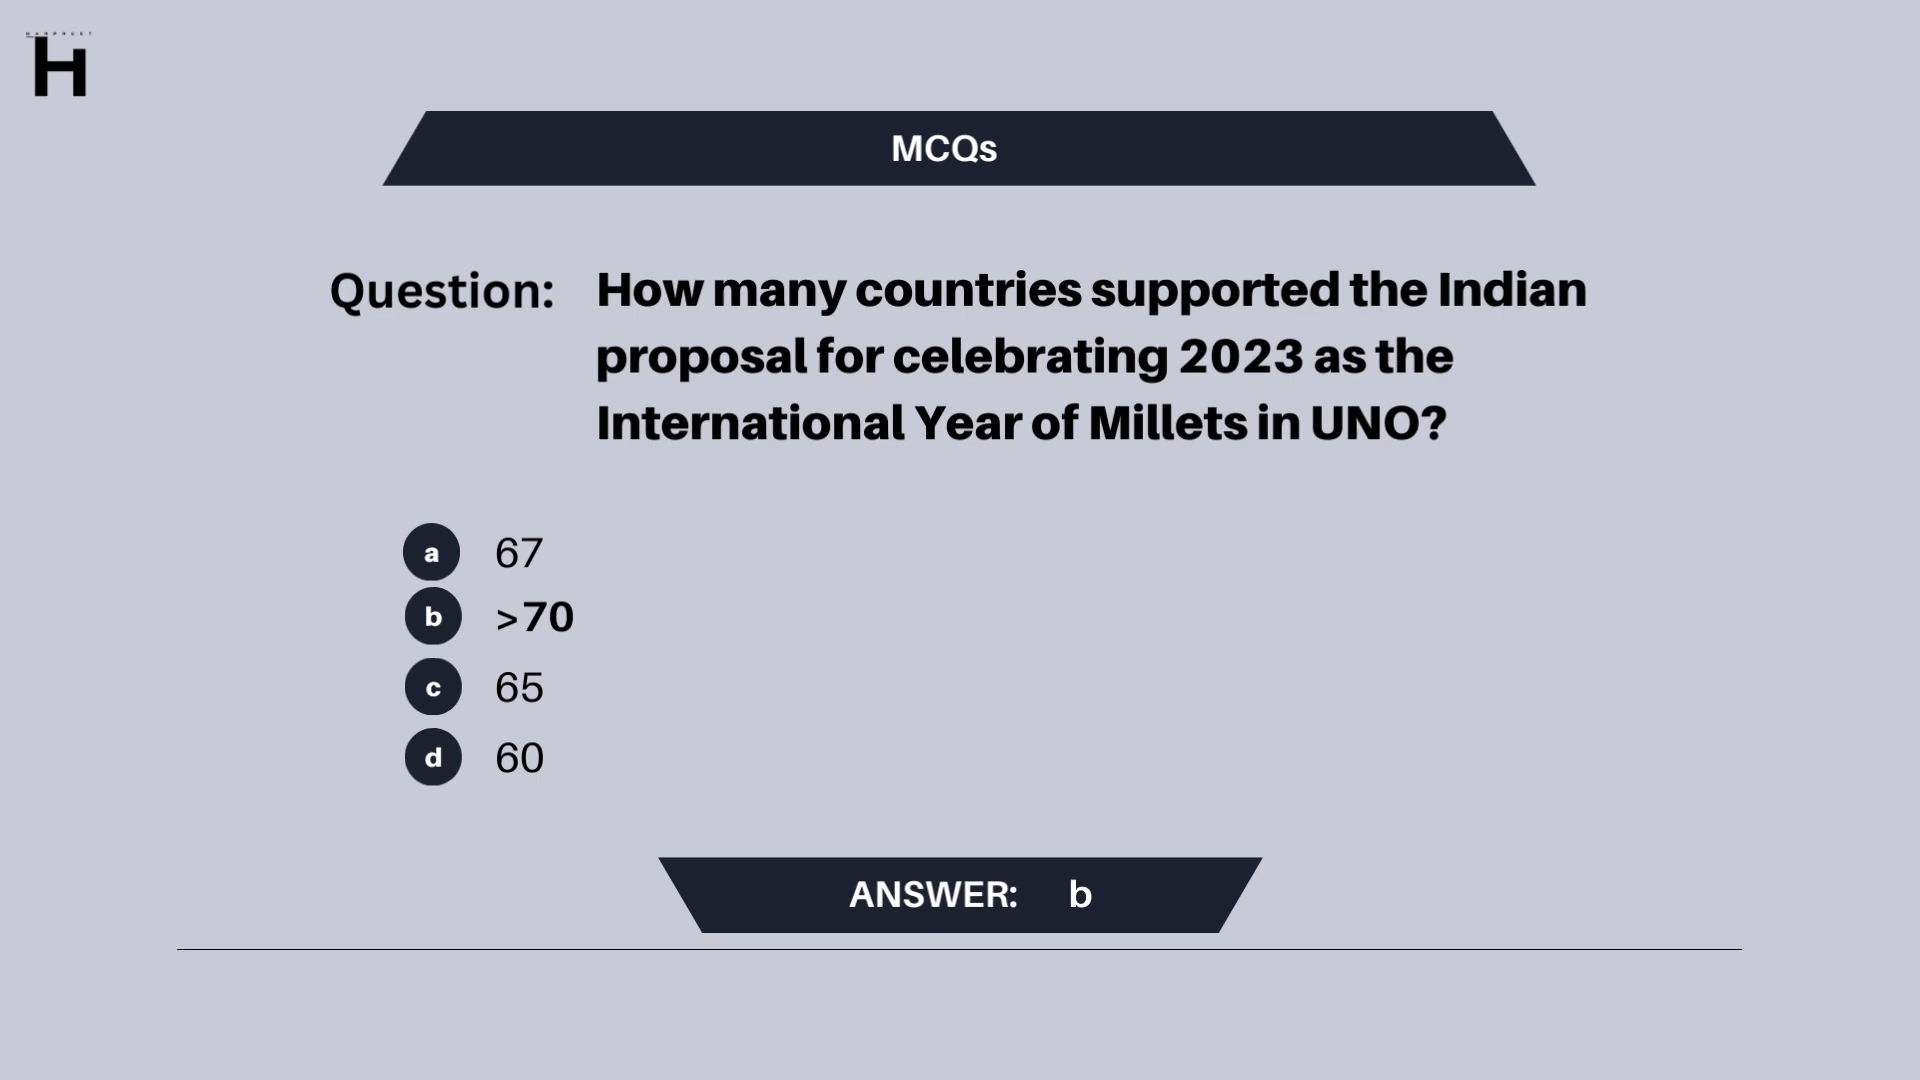 HARPREET
H
MCQs
Question: How many countries supported the Indian
proposal for celebrating 2023 as the
International Year of Millets in UNO?
a 67
b >70
c 65
d 60
ANSWER: b